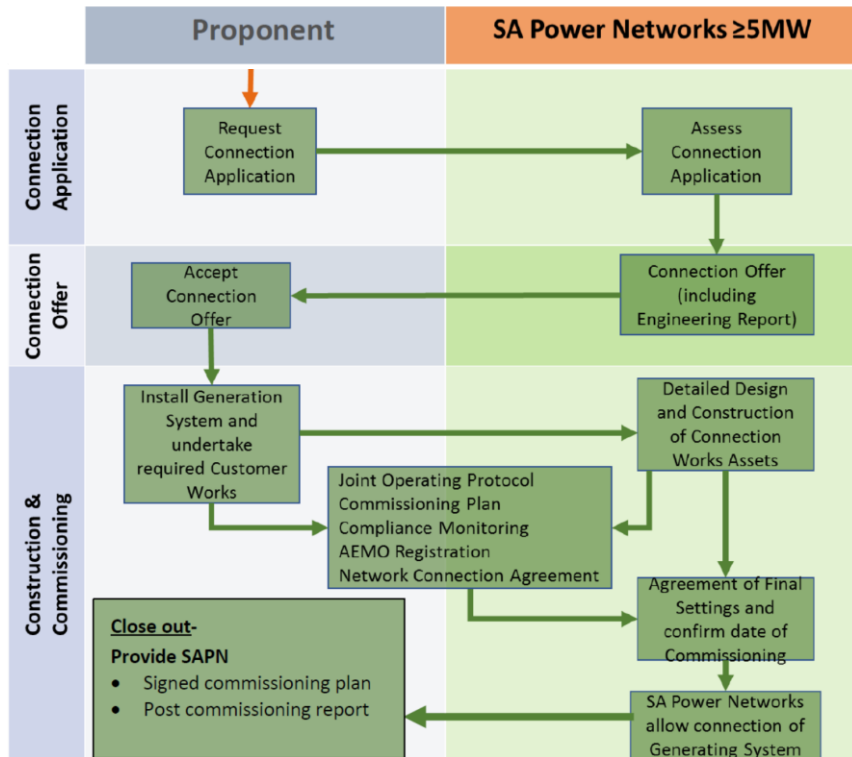 Proponent
SA Power Networks ≥5MW
Connection
Application
Request
Connection
Application
Assess
Connection
Application
Connection
Offer
Accept
Connection
Offer
Connection Offer
(including
Engineering Report)
Construction &
Commissioning
Install Generation
System and
undertake
required Customer
Works
Detailed Design
and Construction
of Connection
Works Assets
Joint Operating Protocol
Commissioning Plan
Compliance Monitoring
AEMO Registration
Network Connection Agreement
Agreement of Final
Settings and
confirm date of
Commissioning
SA Power Networks
allow connection of
Generating System
Close out-
Provide SAPN
• Signed commissioning plan
• Post commissioning report